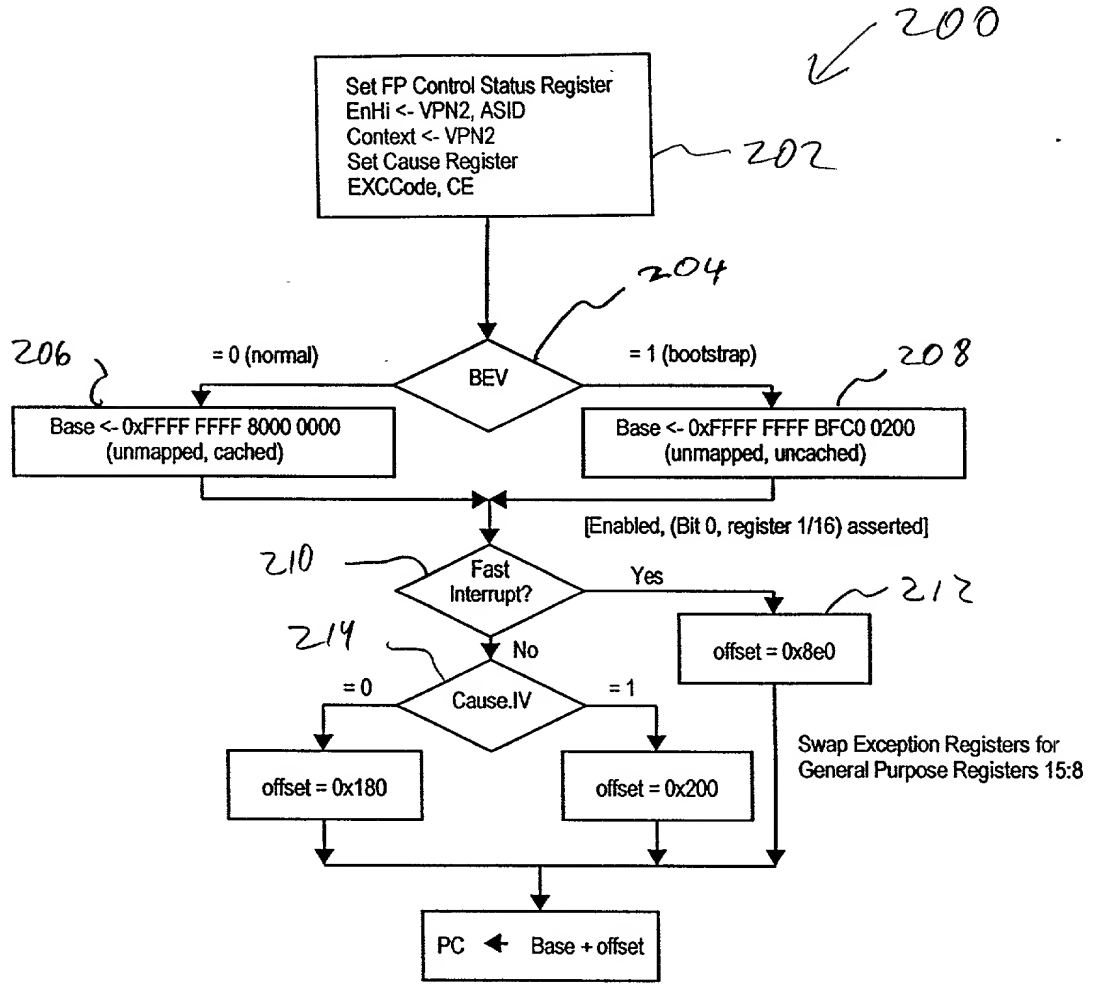 200
Set FP Control Status Register
EnHi <- VPN2, ASID
Context <- VPN2
Set Cause Register
EXCCode, CE
202
204
206
= 0 (normal)
BEV
= 1 (bootstrap)
208
Base <- 0xFFFF FFFF 8000 0000
(unmapped, cached)
Base <- 0xFFFF FFFF BFC0 0200
(unmapped, uncached)
[Enabled, (Bit 0, register 1/16) asserted]
210
Fast
Interrupt?
Yes
212
offset = 0x8e0
214
No
= 0
Cause.IV
= 1
Swap Exception Registers for
General Purpose Registers 15:8
offset = 0x180
offset = 0x200
PC ← Base + offset